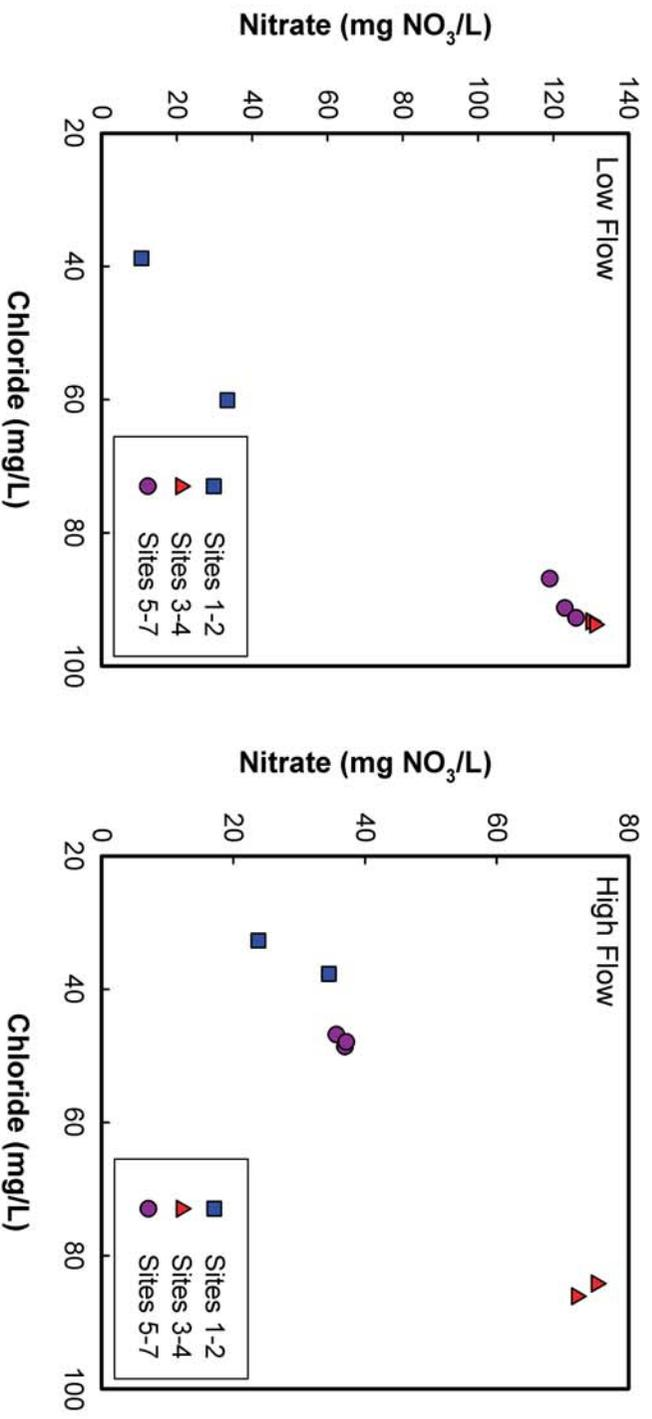 Low Flow
Nitrate (mg NO₃/L)
140
120
100
80
60
40
20
0
20
40
60
80
100
Chloride (mg/L)
Sites 1-2
Sites 3-4
Sites 5-7
High Flow
Nitrate (mg NO₃/L)
80
60
40
20
0
20
40
60
80
100
Chloride (mg/L)
Sites 1-2
Sites 3-4
Sites 5-7